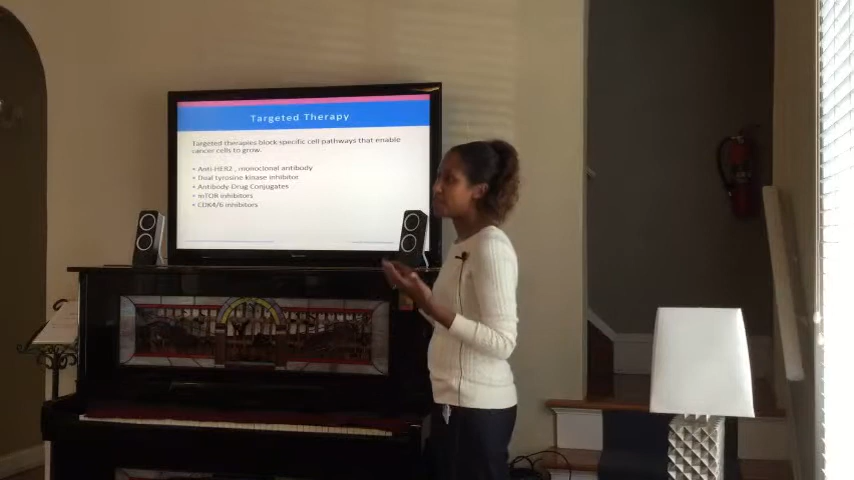 Targeted Therapy
Targeted therapies block specific cell pathways that enable
cancer cells to grow.
• Anti-HER2 , monoclonal antibody
• Dual tyrosine kinase inhibitor
• Antibody-Drug Conjugates
• mTOR inhibitors
• CDK4/6 inhibitors